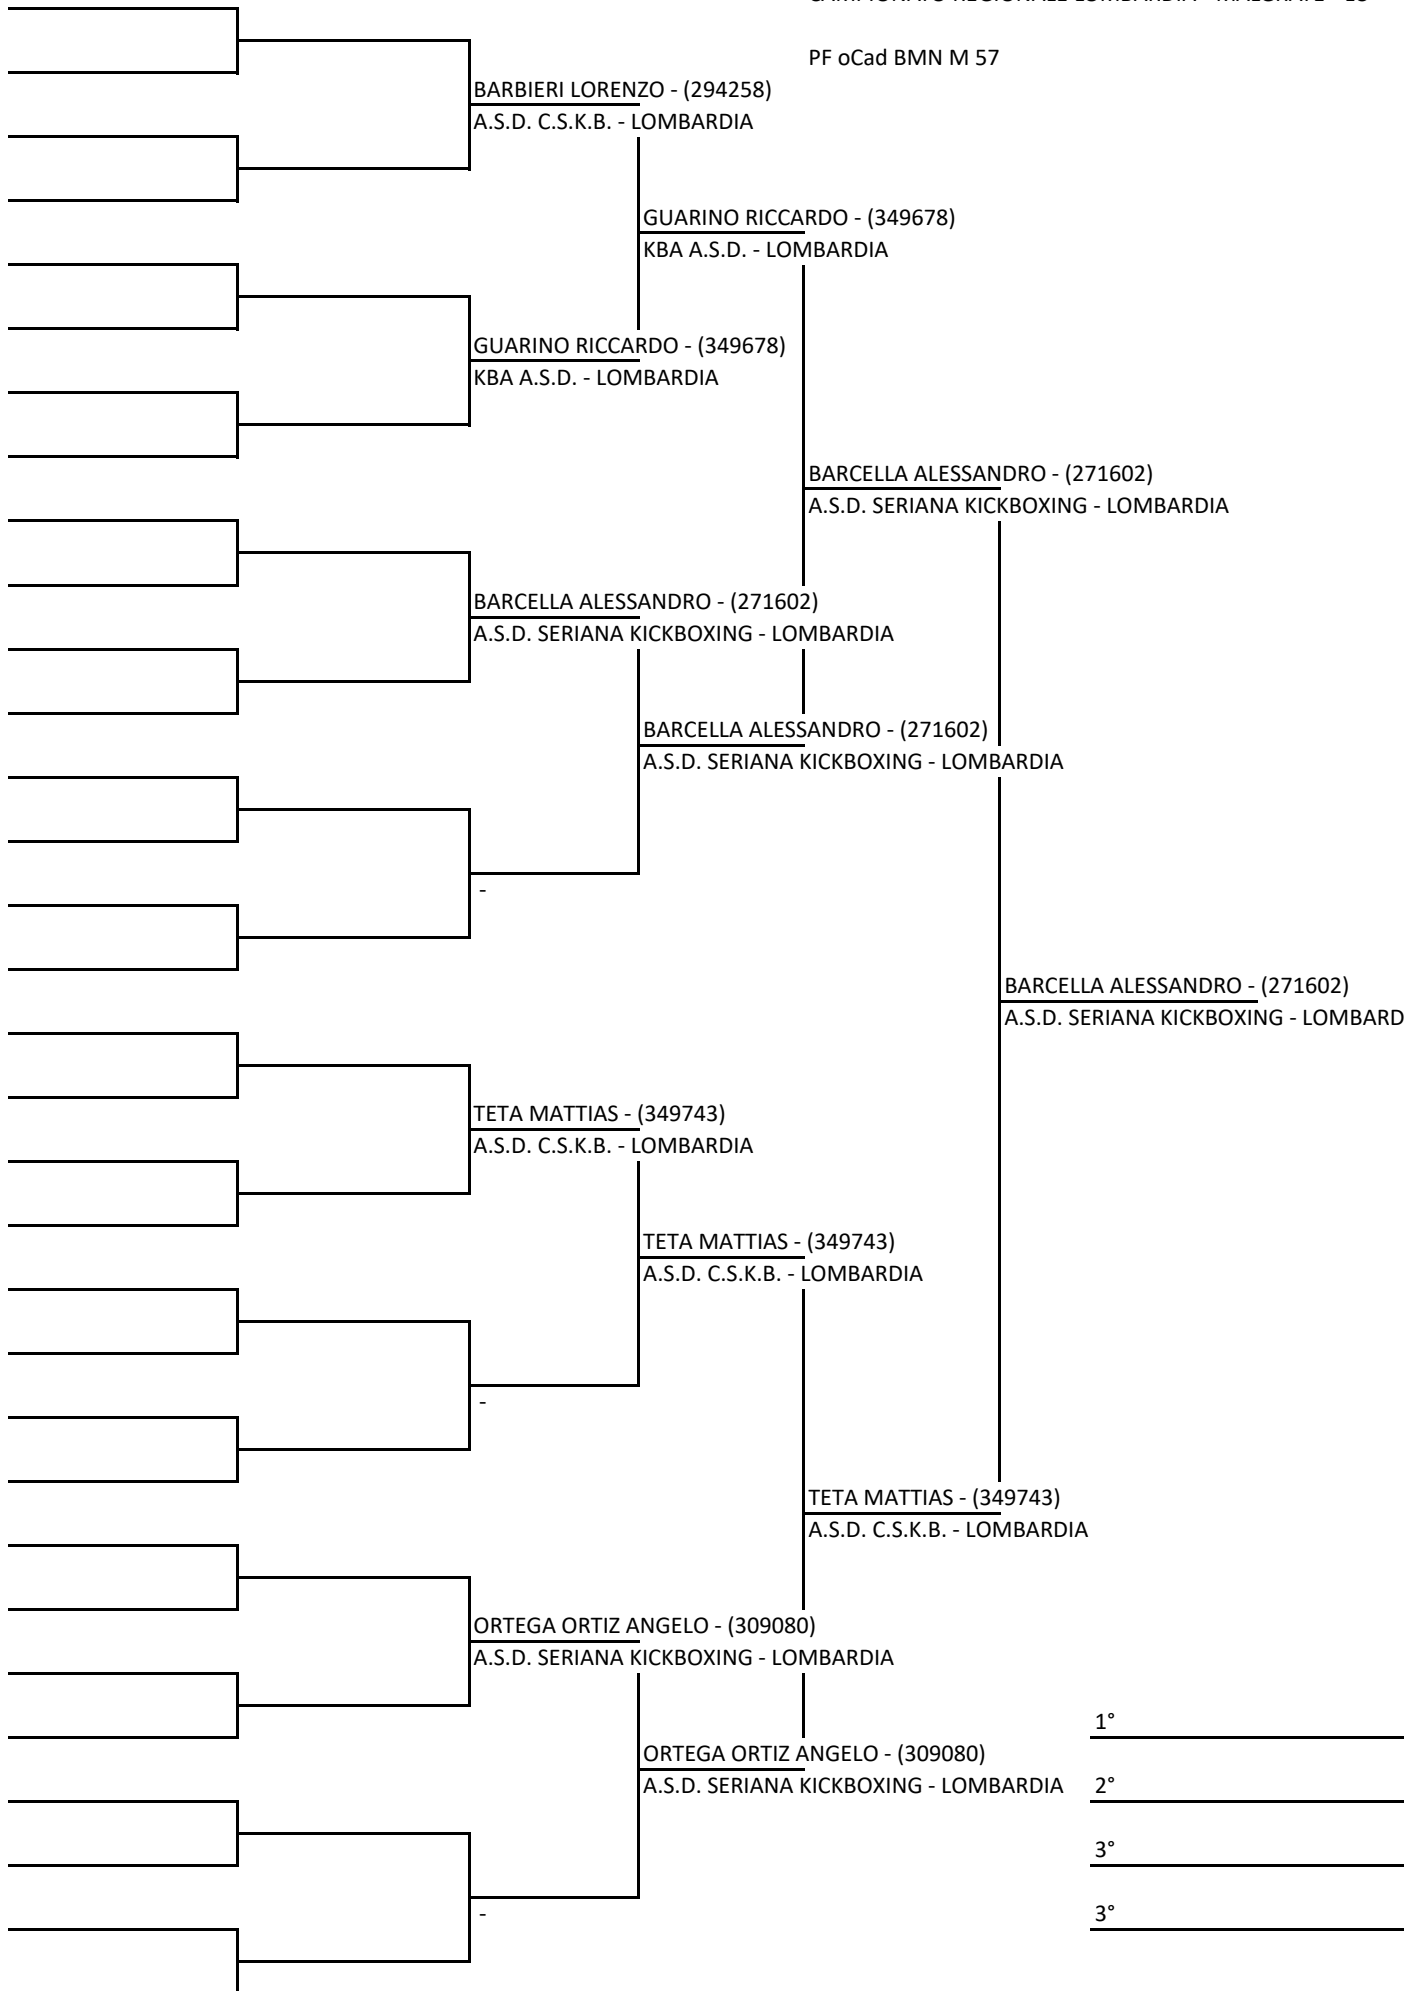 PF oCad BMN M 57
BARBIERI LORENZO - (294258)
A.S.D. C.S.K.B. - LOMBARDIA
GUARINO RICCARDO - (349678)
KBA A.S.D. - LOMBARDIA
GUARINO RICCARDO - (349678)
KBA A.S.D. - LOMBARDIA
BARCELLA ALESSANDRO - (271602)
A.S.D. SERIANA KICKBOXING - LOMBARDIA
BARCELLA ALESSANDRO - (271602)
A.S.D. SERIANA KICKBOXING - LOMBARDIA
BARCELLA ALESSANDRO - (271602)
A.S.D. SERIANA KICKBOXING - LOMBARDIA
-
BARCELLA ALESSANDRO - (271602)
A.S.D. SERIANA KICKBOXING - LOMBARD
TETA MATTIAS - (349743)
A.S.D. C.S.K.B. - LOMBARDIA
TETA MATTIAS - (349743)
A.S.D. C.S.K.B. - LOMBARDIA
-
TETA MATTIAS - (349743)
A.S.D. C.S.K.B. - LOMBARDIA
ORTEGA ORTIZ ANGELO - (309080)
A.S.D. SERIANA KICKBOXING - LOMBARDIA
1°
ORTEGA ORTIZ ANGELO - (309080)
A.S.D. SERIANA KICKBOXING - LOMBARDIA
2°
3°
-
3°